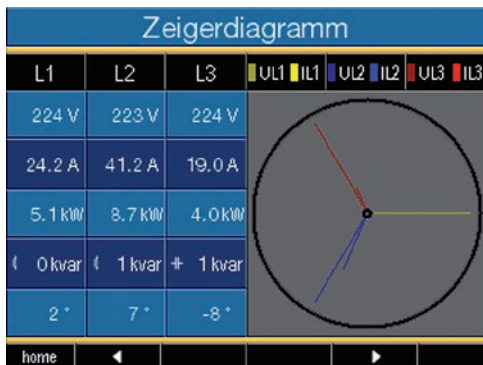 Zeigerdiagramm
L1 L2 L3 UL1 IL1 UL2 IL2 UL3 IL3
224 V 223 V 224 V
24.2 A 41.2 A 19.0 A
5.1 kW 8.7 kW 4.0 kW
0 kvar 1 kvar 1 kvar
2 ° 7 ° -8 °
home